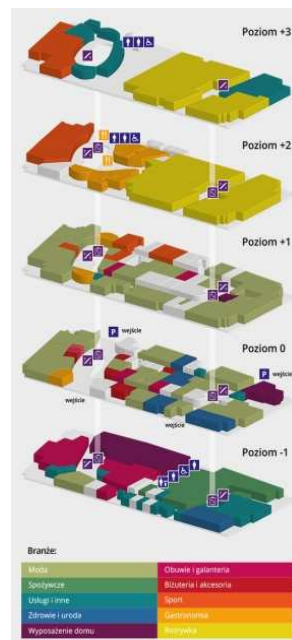 Poziom +3
Poziom +2
Poziom +1
P wejście
Poziom 0
P wejście
wejście
wejście
Poziom -1
Branże:
Moda
Obuwie i galanteria
Spożywcze
Biżuteria i akcesoria
Usługi i inne
Sport
Zdrowie i uroda
Gastronomia
Wyposażenie domu
Rozrywka